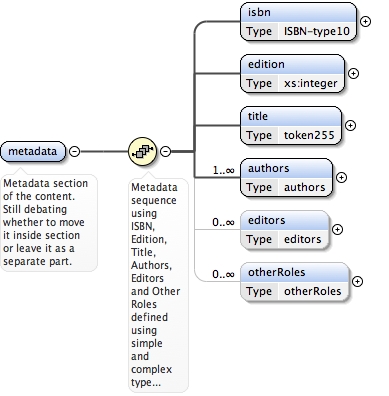 isbn
Type ISBN-type10
edition
Type xs:integer
title
Type token255
metadata
1..∞
authors
Type authors
Metadata section
of the content.
Still debating
whether to move
it inside section
or leave it as a
separate part.
Metadata
sequence
using
ISBN,
Edition,
Title,
Authors,
Editors
and Other
Roles
defined
using
simple
and
complex
type...
0..∞
editors
Type editors
0..∞
otherRoles
Type otherRoles